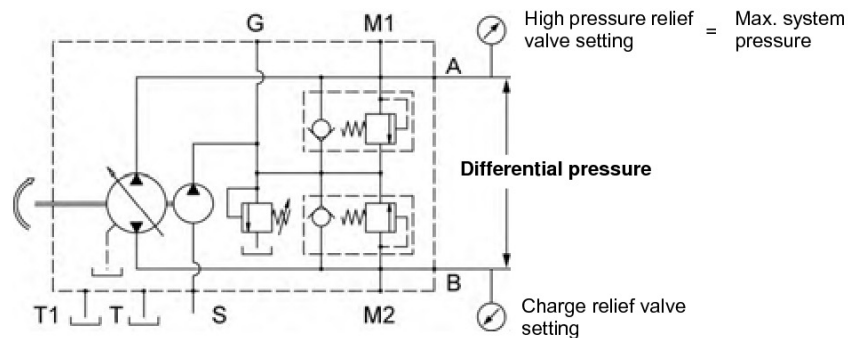 G
M1
High pressure relief
valve setting
=
Max. system
pressure
A
Differential pressure
B
T1
T
S
M2
Charge relief valve
setting